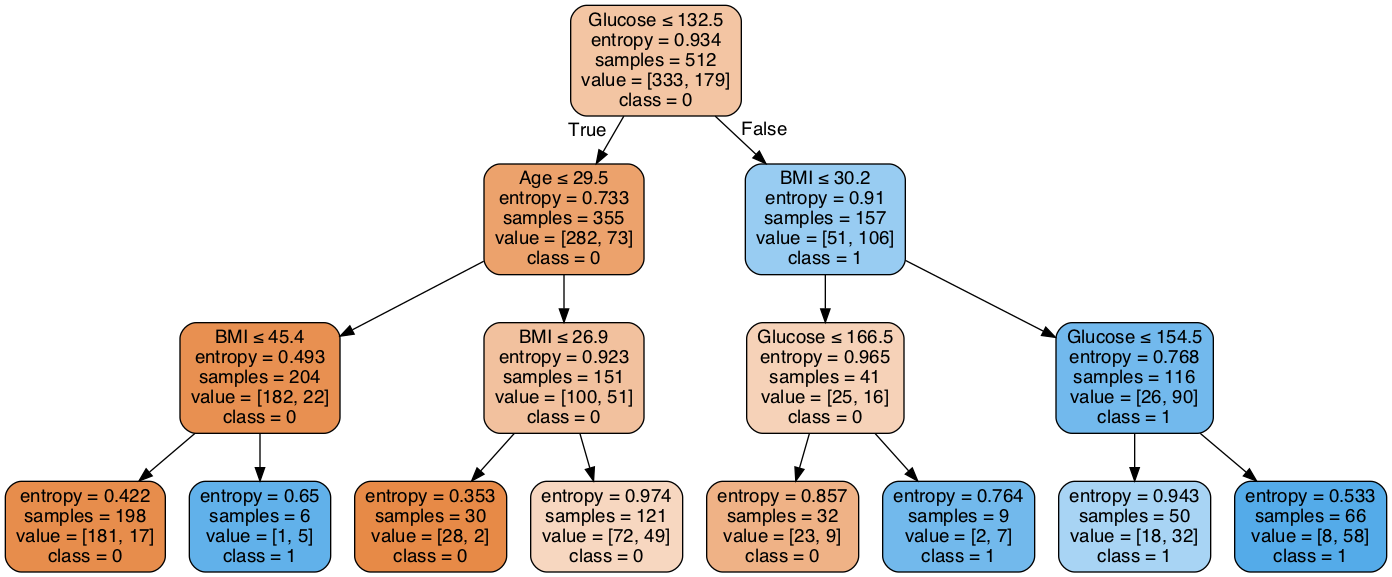 Glucose ≤ 132.5
entropy = 0.934
samples = 512
value = [333, 179]
class = 0
True
False
Age ≤ 29.5
entropy = 0.733
samples = 355
value = [282, 73]
class = 0
BMI ≤ 30.2
entropy = 0.91
samples = 157
value = [51, 106]
class = 1
BMI ≤ 45.4
entropy = 0.493
samples = 204
value = [182, 22]
class = 0
BMI ≤ 26.9
entropy = 0.923
samples = 151
value = [100, 51]
class = 0
Glucose ≤ 166.5
entropy = 0.965
samples = 41
value = [25, 16]
class = 0
Glucose ≤ 154.5
entropy = 0.768
samples = 116
value = [26, 90]
class = 1
entropy = 0.422
samples = 198
value = [181, 17]
class = 0
entropy = 0.65
samples = 6
value = [1, 5]
class = 1
entropy = 0.353
samples = 30
value = [28, 2]
class = 0
entropy = 0.974
samples = 121
value = [72, 49]
class = 0
entropy = 0.857
samples = 32
value = [23, 9]
class = 0
entropy = 0.764
samples = 9
value = [2, 7]
class = 1
entropy = 0.943
samples = 50
value = [18, 32]
class = 1
entropy = 0.533
samples = 66
value = [8, 58]
class = 1